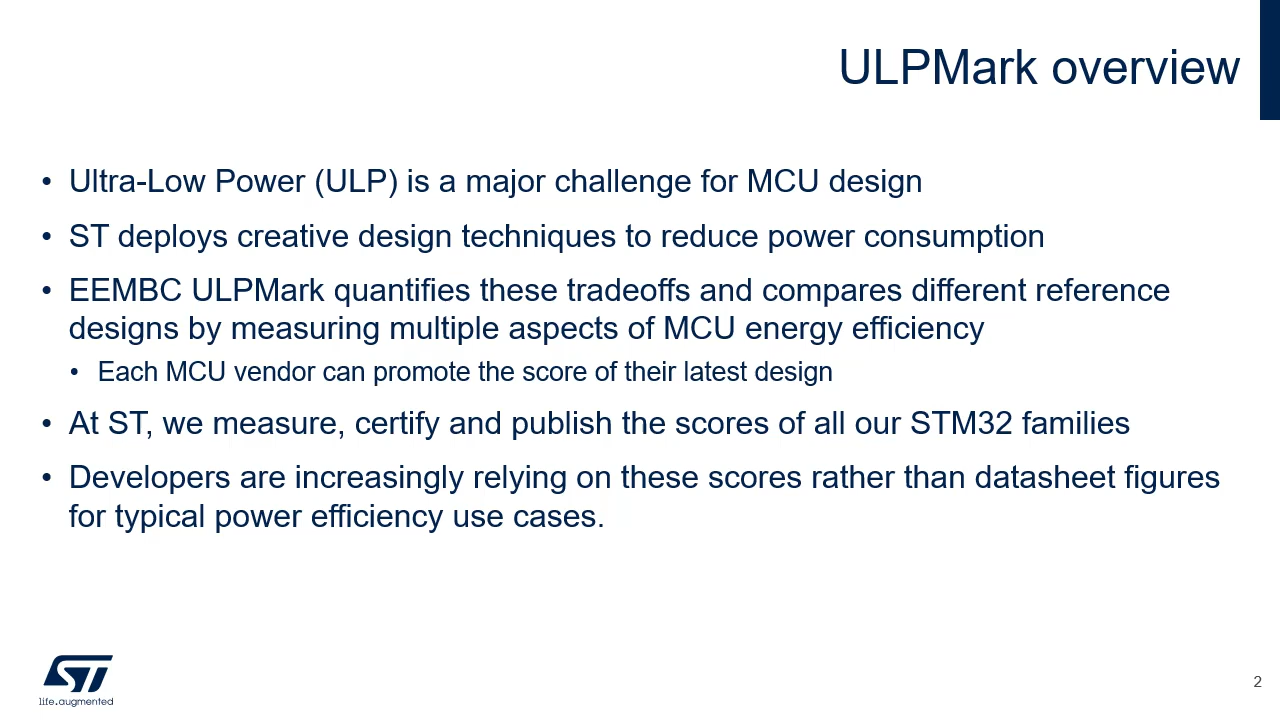 ULPMark overview
• Ultra-Low Power (ULP) is a major challenge for MCU design
• ST deploys creative design techniques to reduce power consumption
• EEMBC ULPMark quantifies these tradeoffs and compares different reference
designs by measuring multiple aspects of MCU energy efficiency
• Each MCU vendor can promote the score of their latest design
• At ST, we measure, certify and publish the scores of all our STM32 families
• Developers are increasingly relying on these scores rather than datasheet figures
for typical power efficiency use cases.
ST
life.augmented
2